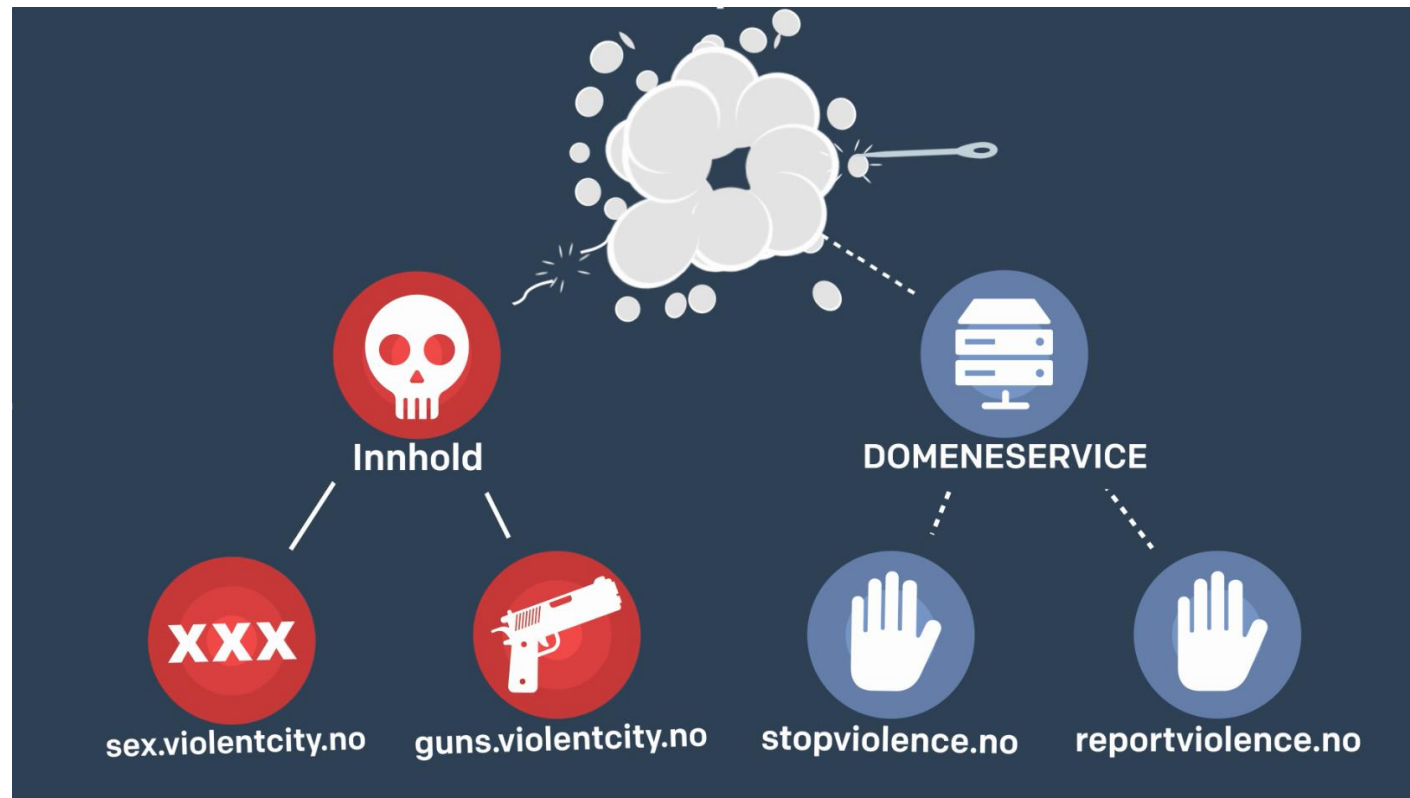 Innhold
DOMENESERVICE
xxx
sex.violentcity.no
guns.violentcity.no
stopviolence.no
reportviolence.no